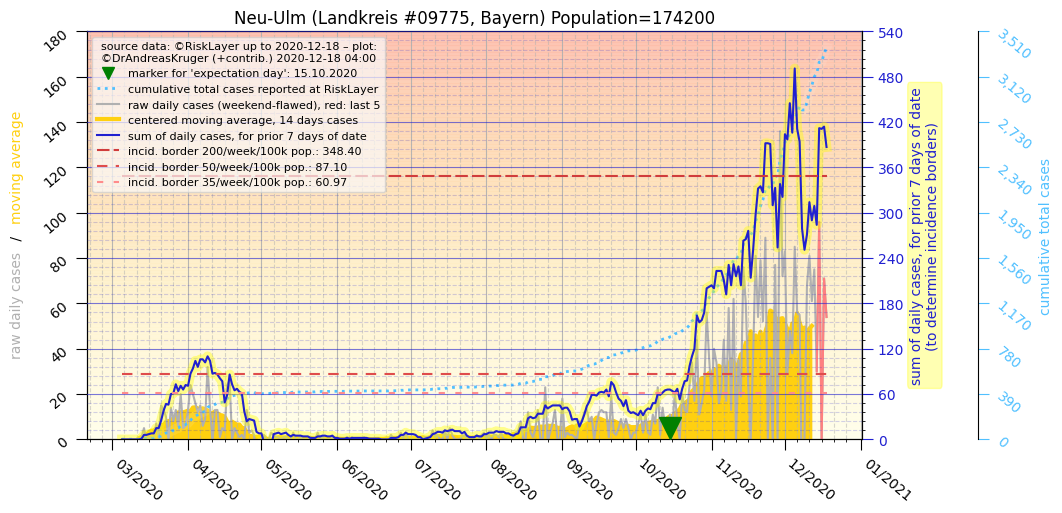 Neu-Ulm (Landkreis #09775, Bayern) Population=174200
source data: ©RiskLayer up to 2020-12-18 – plot:
©DrAndreasKruger (+contrib.) 2020-12-18 04:00
marker for 'expectation day': 15.10.2020
cumulative total cases reported at RiskLayer
raw daily cases (weekend-flawed), red: last 5
centered moving average, 14 days cases
sum of daily cases, for prior 7 days of date
incid. border 200/week/100k pop.: 348.40
incid. border 50/week/100k pop.: 87.10
incid. border 35/week/100k pop.: 60.97
raw daily cases / moving average
180
160
140
120
100
80
60
40
20
0
03/2020
04/2020
05/2020
06/2020
07/2020
08/2020
09/2020
10/2020
11/2020
12/2020
01/2021
540
480
420
360
300
240
180
120
60
0
sum of daily cases, for prior 7 days of date
(to determine incidence borders)
3,510
3,120
2,730
2,340
1,950
1,560
1,170
780
390
0
cumulative total cases